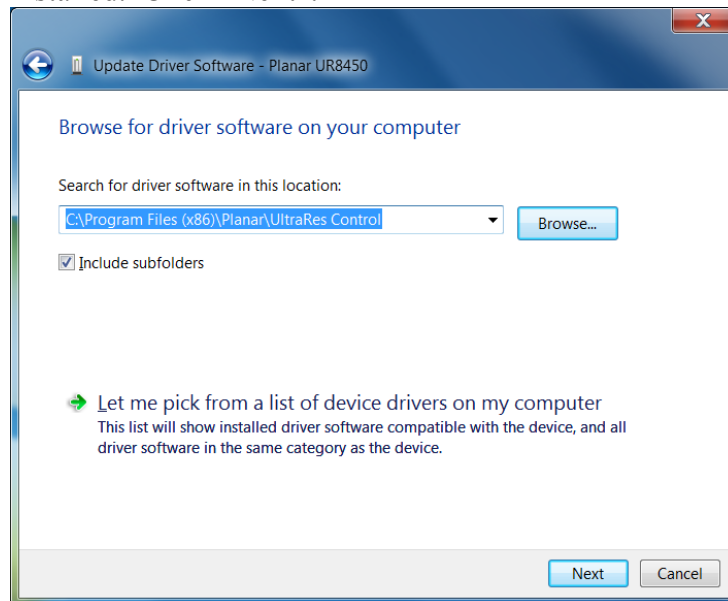 Update Driver Software - Planar UR8450
Browse for driver software on your computer
Search for driver software in this location:
C:\Program Files (x86)\Planar\UltraRes Control
Browse...
Include subfolders
Let me pick from a list of device drivers on my computer
This list will show installed driver software compatible with the device, and all
driver software in the same category as the device.
Next
Cancel